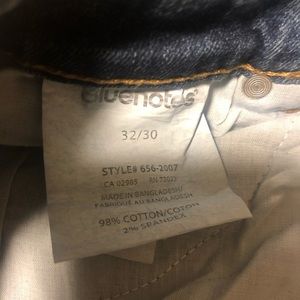 Bluenotes
32/30
STYLE# 656-2007
CA 02985
MADE IN BANGLADESH/
FABRIQUÉ AU BANGLADESH
98% COTTON/COTON
2% SPANDEX